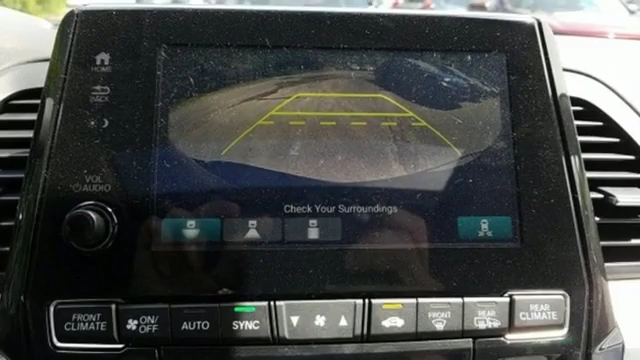 HOME
BACK
VOL
AUDIO
Check Your Surroundings
FRONT
CLIMATE
ON/
OFF
AUTO
SYNC
FRONT
REAR
REAR
CLIMATE